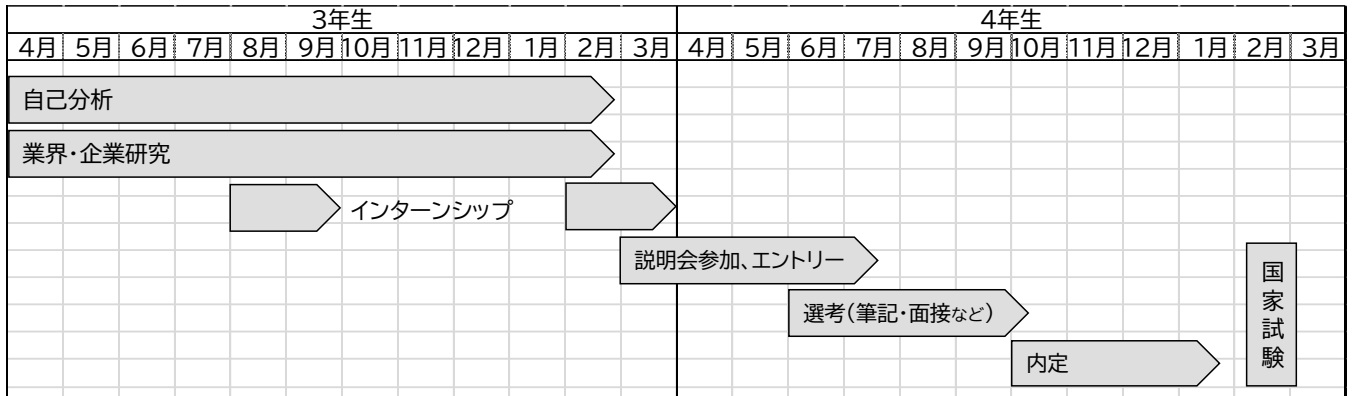 3年生 4年生
4月 5月 6月 7月 8月 9月 10月 11月 12月 1月 2月 3月 4月 5月 6月 7月 8月 9月 10月 11月 12月 1月 2月 3月
自己分析
業界・企業研究
インターンシップ
説明会参加、エントリー
選考(筆記・面接など)
内定
国家試験